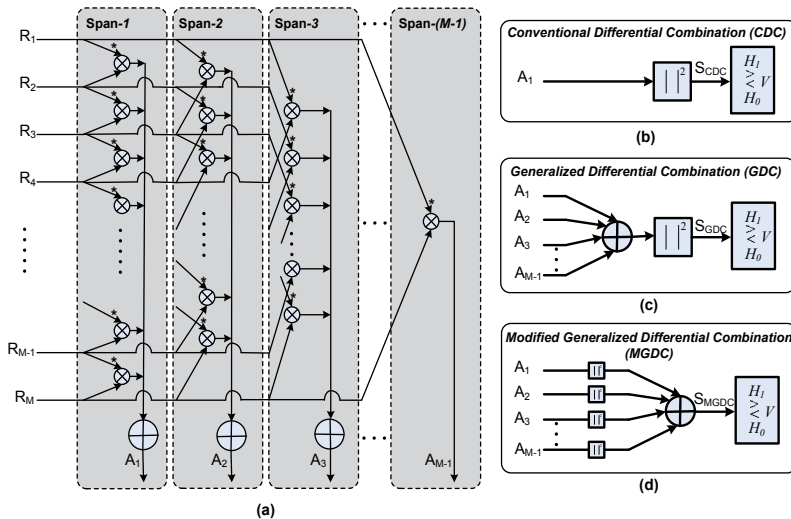 Span-1
Span-2
Span-3
Span-(M-1)
R1
R2
R3
R4
RM-1
RM
* * * * * * * * * *
A1
A2
A3
AM-1
(a)
Conventional Differential Combination (CDC)
A1
| |2
SCDC
H1
≷ V
H0
(b)
Generalized Differential Combination (GDC)
A1
A2
A3
AM-1
| |2
SGDC
H1
≷ V
H0
(c)
Modified Generalized Differential Combination
(MGDC)
A1
A2
A3
AM-1
SMGDC
H1
≷ V
H0
(d)